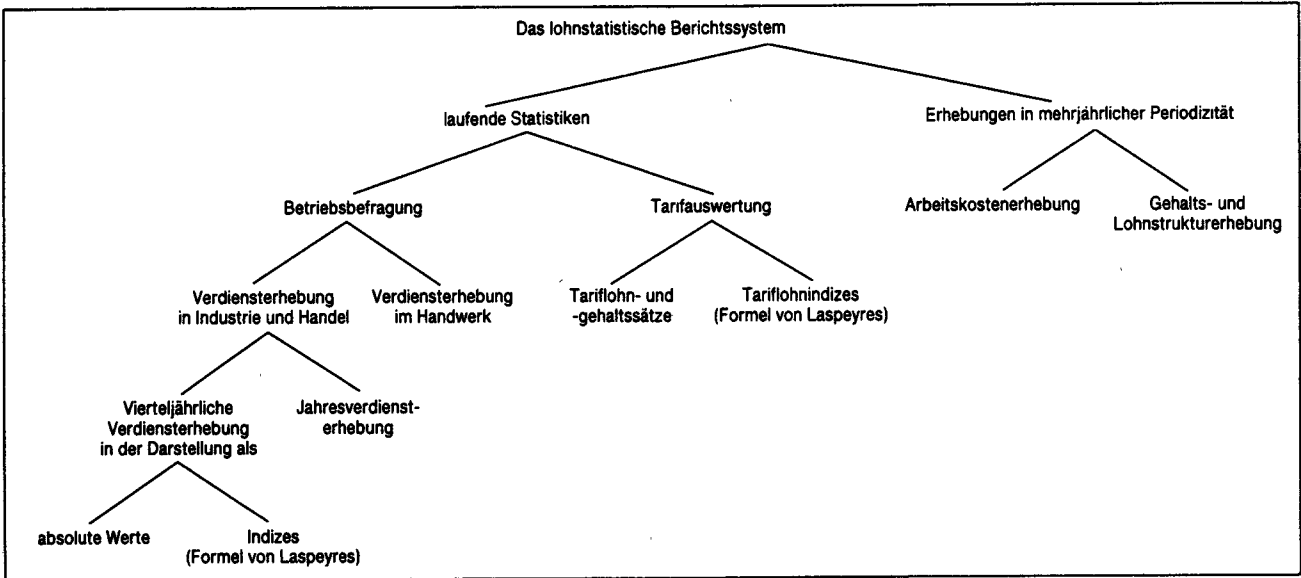 Das lohnstatistische Berichtssystem
laufende Statistiken
Erhebungen in mehrjährlicher Periodizität
Betriebsbefragung
Tarifauswertung
Arbeitskostenerhebung
Gehalts- und
Lohnstrukturerhebung
Verdiensterhebung
in Industrie und Handel
Verdiensterhebung
im Handwerk
Tariflohn- und
-gehaltssätze
Tariflohnindizes
(Formel von Laspeyres)
Vierteljährliche
Verdiensterhebung
in der Darstellung als
Jahresverdienst-
erhebung
absolute Werte
Indizes
(Formel von Laspeyres)